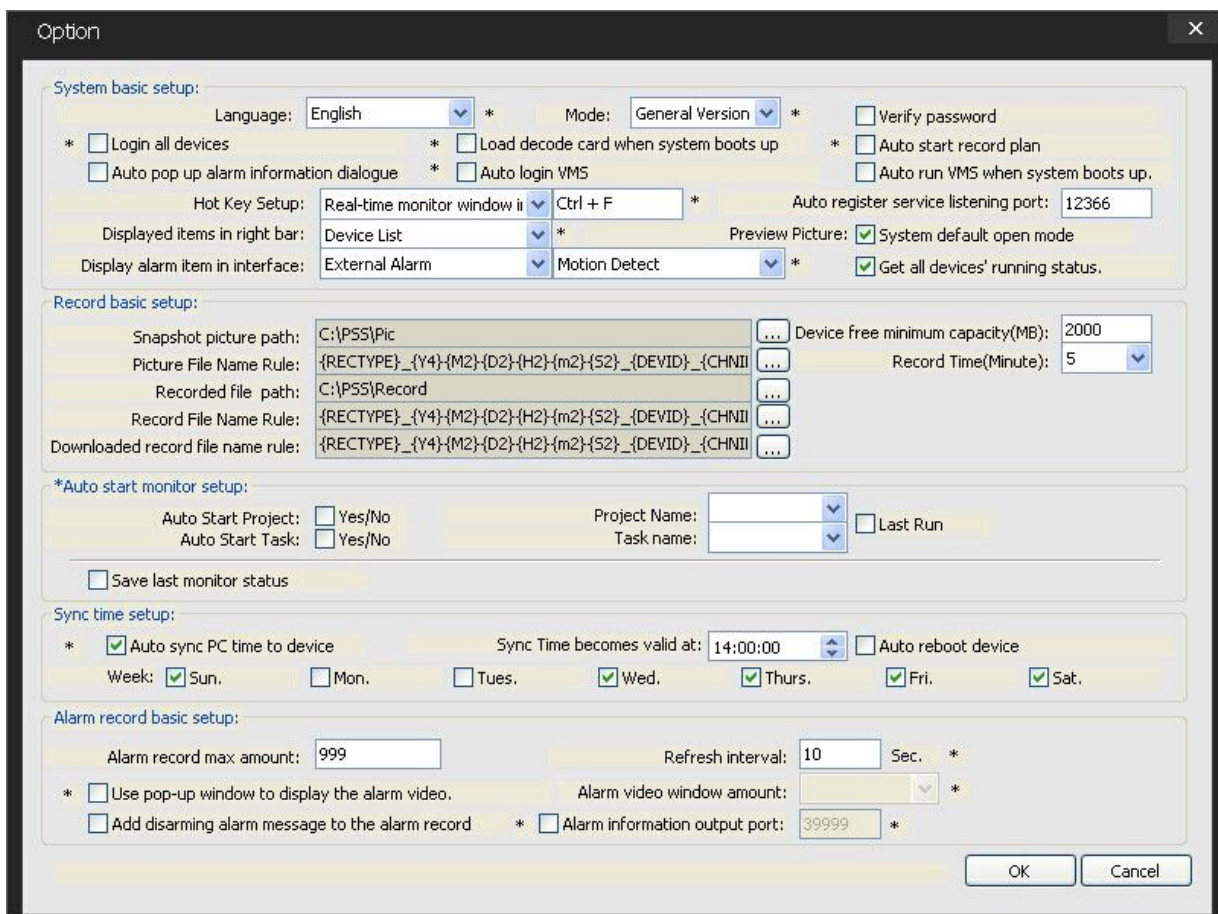 Option
System basic setup:
Language: English * Mode: General Version * Verify password
* Login all devices * Load decode card when system boots up * Auto start record plan
Auto pop up alarm information dialogue * Auto login VMS Auto run VMS when system boots up.
Hot Key Setup: Real-time monitor window i Ctrl + F * Auto register service listening port: 12366
Displayed items in right bar: Device List * Preview Picture: System default open mode
Display alarm item in interface: External Alarm Motion Detect * Get all devices' running status.
Record basic setup:
Snapshot picture path: C:\PSS\Pic ... Device free minimum capacity(MB): 2000
Picture File Name Rule: {RECTYPE}_{Y4}-{M2}-{D2}-{H2}-{m2}-{S2}_{DEVID}_{CHNI ... Record Time(Minute): 5
Recorded file path: C:\PSS\Record ...
Record File Name Rule: {RECTYPE}_{Y4}-{M2}-{D2}-{H2}-{m2}-{S2}_{DEVID}_{CHNI ...
Downloaded record file name rule: {RECTYPE}_{Y4}-{M2}-{D2}-{H2}-{m2}-{S2}_{DEVID}_{CHNI ...
*Auto start monitor setup:
Auto Start Project: Yes/No Project Name: Last Run
Auto Start Task: Yes/No Task name:
Save last monitor status
Sync time setup:
* Auto sync PC time to device Sync Time becomes valid at: 14:00:00 Auto reboot device
Week: Sun. Mon. Tues. Wed. Thurs. Fri. Sat.
Alarm record basic setup:
Alarm record max amount: 999 Refresh interval: 10 Sec. *
* Use pop-up window to display the alarm video. Alarm video window amount: *
Add disarming alarm message to the alarm record * Alarm information output port: 39999 *
OK Cancel